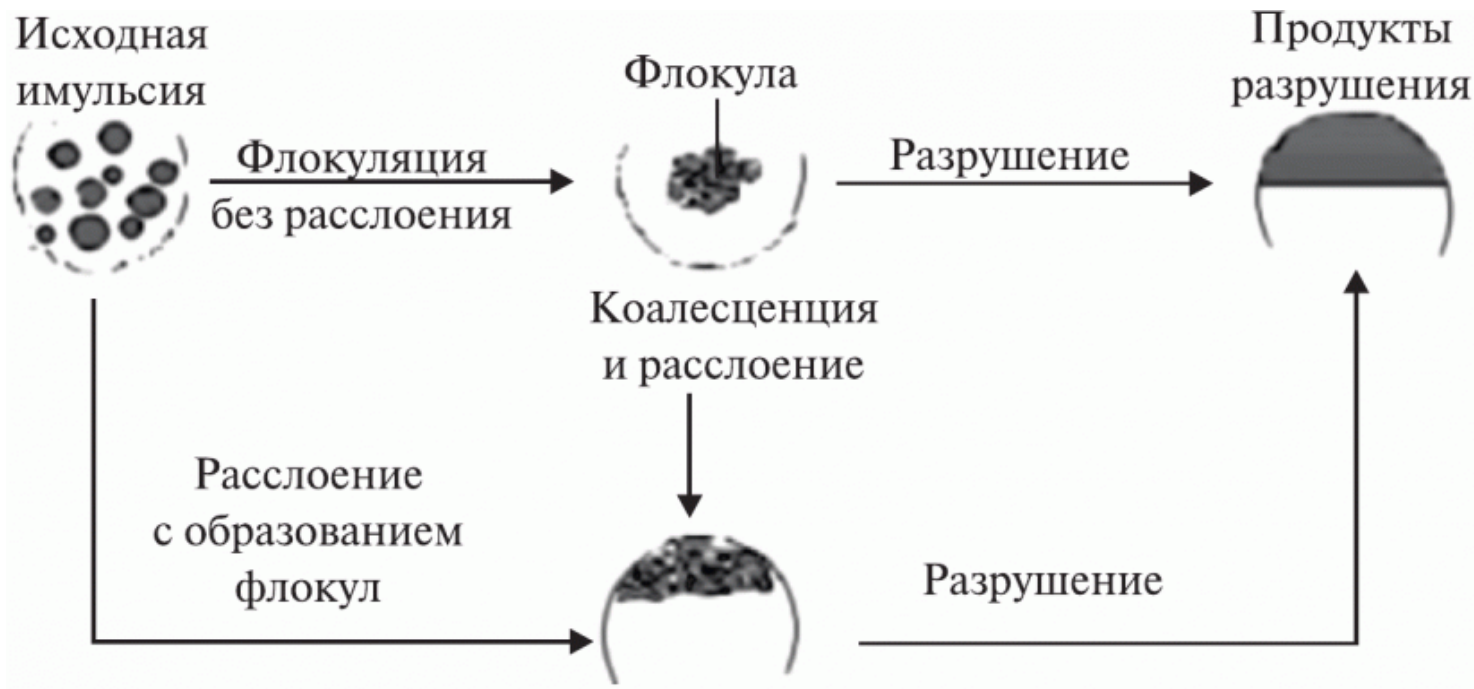 Исходная
имульсия
Флокула
Продукты
разрушения
Флокуляция
без расслоения
Разрушение
Коалесценция
и расслоение
Расслоение
с образованием
флокул
Разрушение